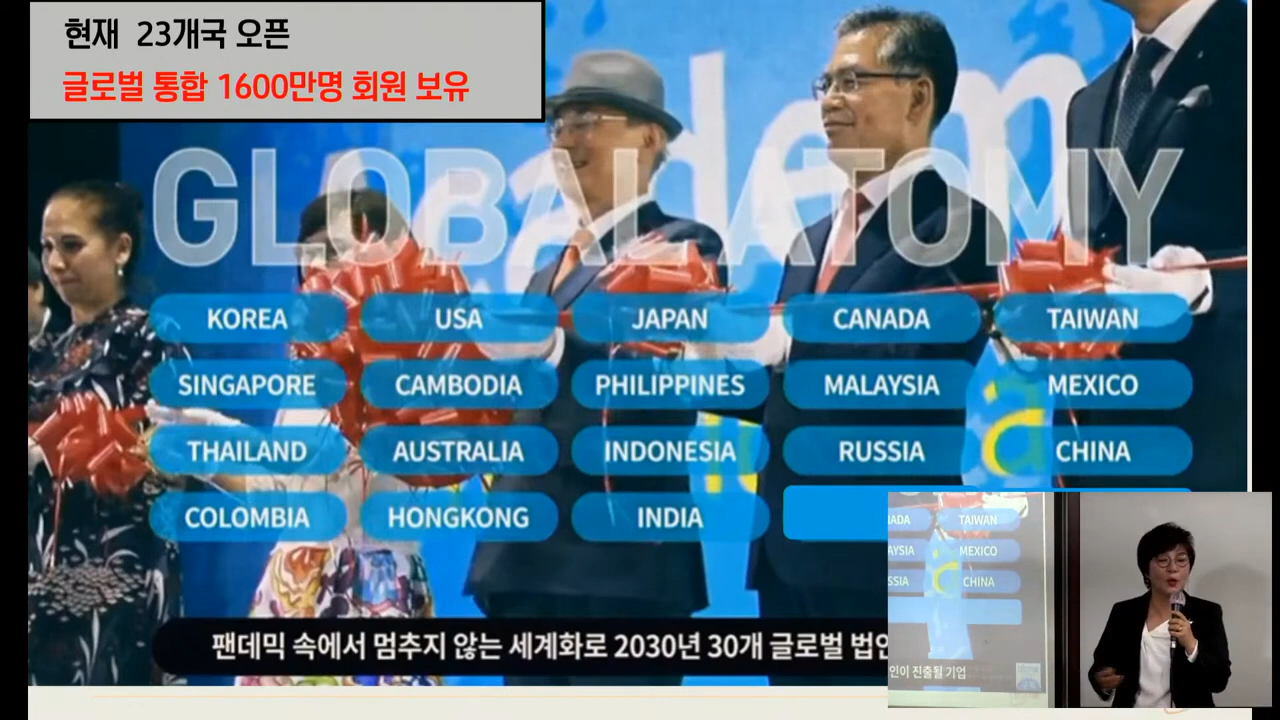 현재 23개국 오픈
글로벌 통합 1600만명 회원 보유
GLOBAL ATOMY
KOREA USA JAPAN CANADA TAIWAN
SINGAPORE CAMBODIA PHILIPPINES MALAYSIA MEXICO
THAILAND AUSTRALIA INDONESIA RUSSIA CHINA
COLOMBIA HONGKONG INDIA
팬데믹 속에서 멈추지 않는 세계화로 2030년 30개 글로벌 법인
NADA TAIWAN
AYSIA MEXICO
SSIA CHINA
인이 진출될 기업